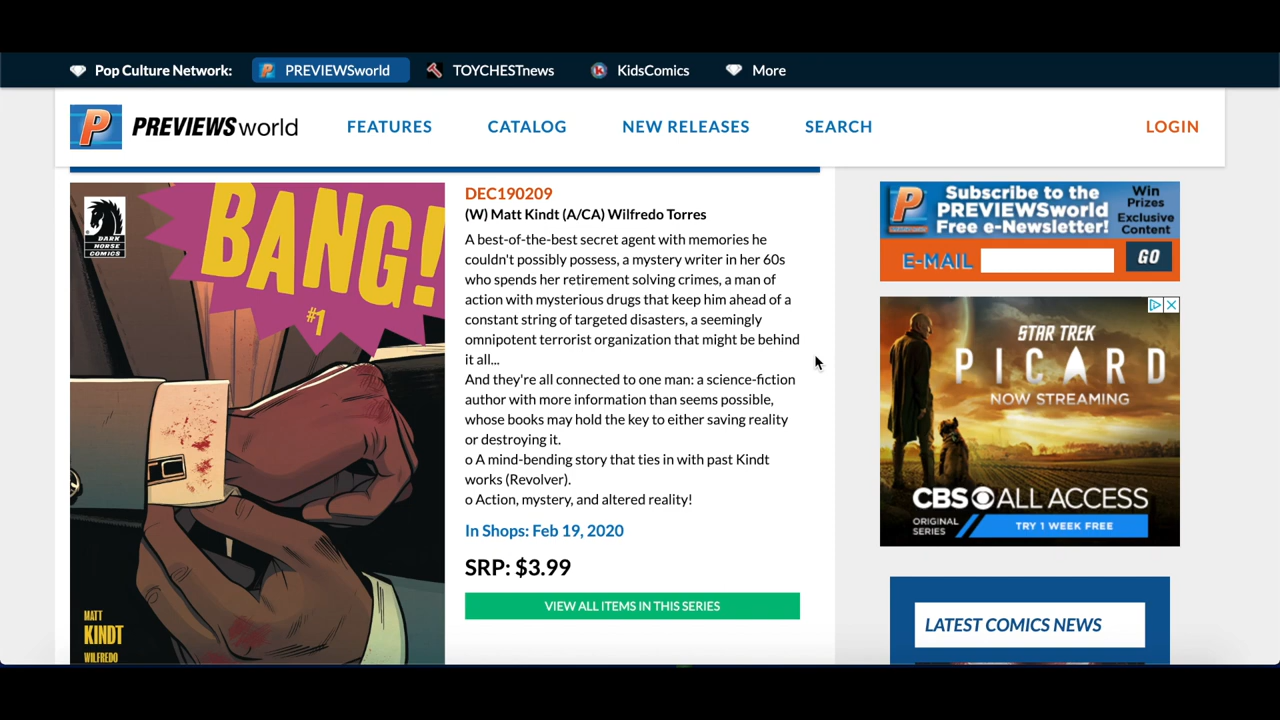 Pop Culture Network:
PREVIEWSworld
TOYCHESTnews
KidsComics
More
P
PREVIEWSworld
FEATURES
CATALOG
NEW RELEASES
SEARCH
LOGIN
DARK
HORSE
COMICS
BANG!
#1
MATT
KINDT
WILFREDO
DEC190209
(W) Matt Kindt (A/CA) Wilfredo Torres
A best-of-the-best secret agent with memories he
couldn't possibly possess, a mystery writer in her 60s
who spends her retirement solving crimes, a man of
action with mysterious drugs that keep him ahead of a
constant string of targeted disasters, a seemingly
omnipotent terrorist organization that might be behind
it all...
And they're all connected to one man: a science-fiction
author with more information than seems possible,
whose books may hold the key to either saving reality
or destroying it.
o A mind-bending story that ties in with past Kindt
works (Revolver).
o Action, mystery, and altered reality!
In Shops: Feb 19, 2020
SRP: $3.99
VIEW ALL ITEMS IN THIS SERIES
P
Subscribe to the
PREVIEWSworld
Free e-Newsletter!
Win
Prizes
Exclusive
Content
E-MAIL
GO
STAR TREK
PICARD
NOW STREAMING
CBS ALL ACCESS
ORIGINAL
SERIES
TRY 1 WEEK FREE
LATEST COMICS NEWS